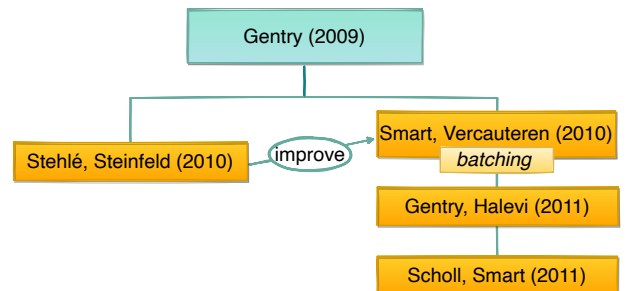 Gentry (2009)
Stehlé, Steinfeld (2010)
improve
Smart, Vercauteren (2010)
batching
Gentry, Halevi (2011)
Scholl, Smart (2011)